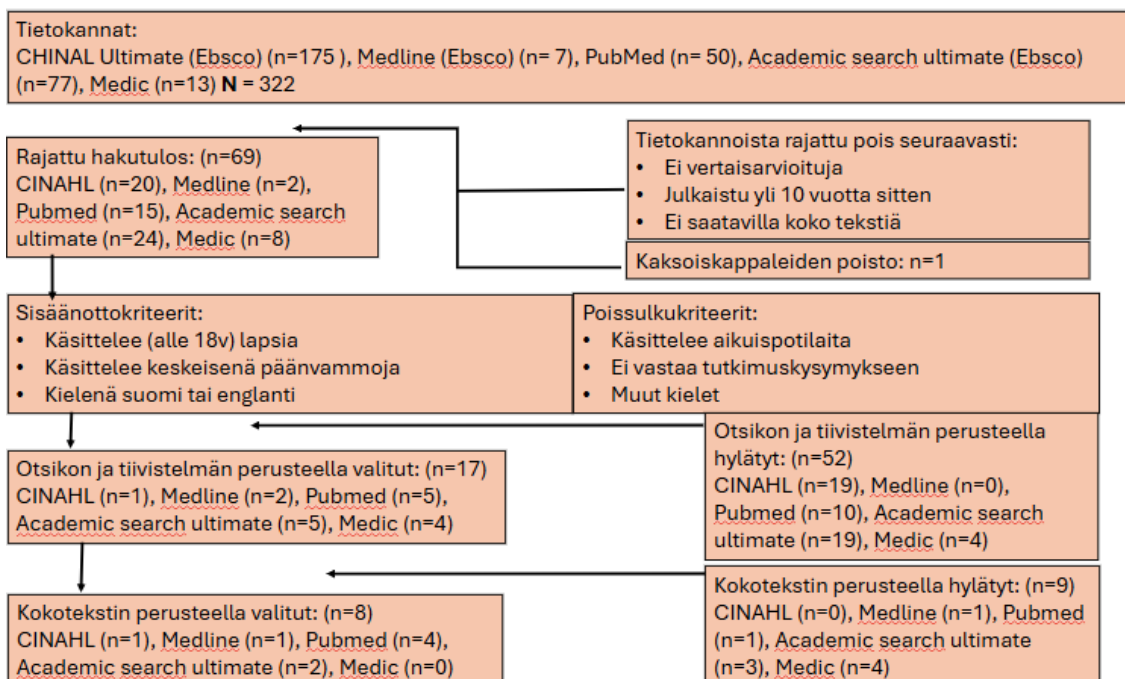 Tietokannat:
CHINAL Ultimate (Ebsco) (n=175 ), Medline (Ebsco) (n= 7), PubMed (n= 50), Academic search ultimate (Ebsco)
(n=77), Medic (n=13) N = 322
Rajattu hakutulos: (n=69)
CINAHL (n=20), Medline (n=2),
Pubmed (n=15), Academic search
ultimate (n=24), Medic (n=8)
Tietokannoista rajattu pois seuraavasti:
• Ei vertaisarvioituja
• Julkaistu yli 10 vuotta sitten
• Ei saatavilla koko tekstiä
Kaksoiskappaleiden poisto: n=1
Sisäänottokriteerit:
• Käsittelee (alle 18v) lapsia
• Käsittelee keskeisenä päänvammoja
• Kielenä suomi tai englanti
Poissulkukriteerit:
• Käsittelee aikuispotilaita
• Ei vastaa tutkimuskysymykseen
• Muut kielet
Otsikon ja tiivistelmän perusteella
hylätyt: (n=52)
CINAHL (n=19), Medline (n=0),
Pubmed (n=10), Academic search
ultimate (n=19), Medic (n=4)
Otsikon ja tiivistelmän perusteella valitut: (n=17)
CINAHL (n=1), Medline (n=2), Pubmed (n=5),
Academic search ultimate (n=5), Medic (n=4)
Kokotekstin perusteella hylätyt: (n=9)
CINAHL (n=0), Medline (n=1), Pubmed
(n=1), Academic search ultimate
(n=3), Medic (n=4)
Kokotekstin perusteella valitut: (n=8)
CINAHL (n=1), Medline (n=1), Pubmed (n=4),
Academic search ultimate (n=2), Medic (n=0)